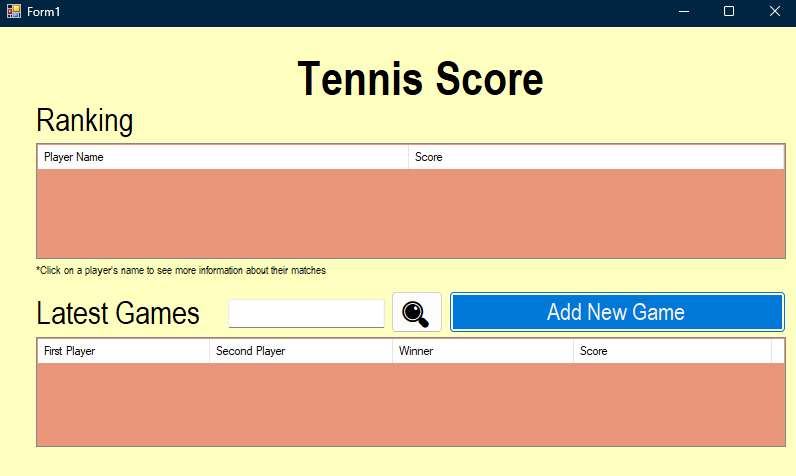 Form1
Tennis Score
Ranking
Player Name Score
*Click on a player's name to see more information about their matches
Latest Games Add New Game
First Player Second Player Winner Score